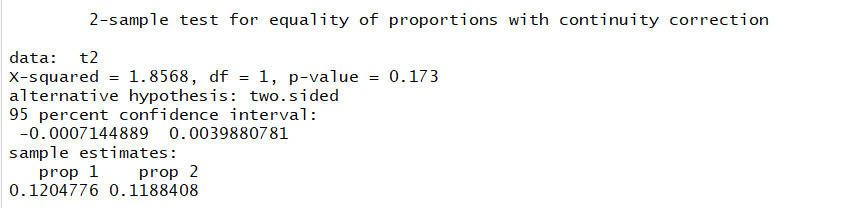 2-sample test for equality of proportions with continuity correction
data:  t2
X-squared = 1.8568, df = 1, p-value = 0.173
alternative hypothesis: two.sided
95 percent confidence interval:
-0.0007144889  0.0039880781
sample estimates:
prop 1    prop 2
0.1204776 0.1188408